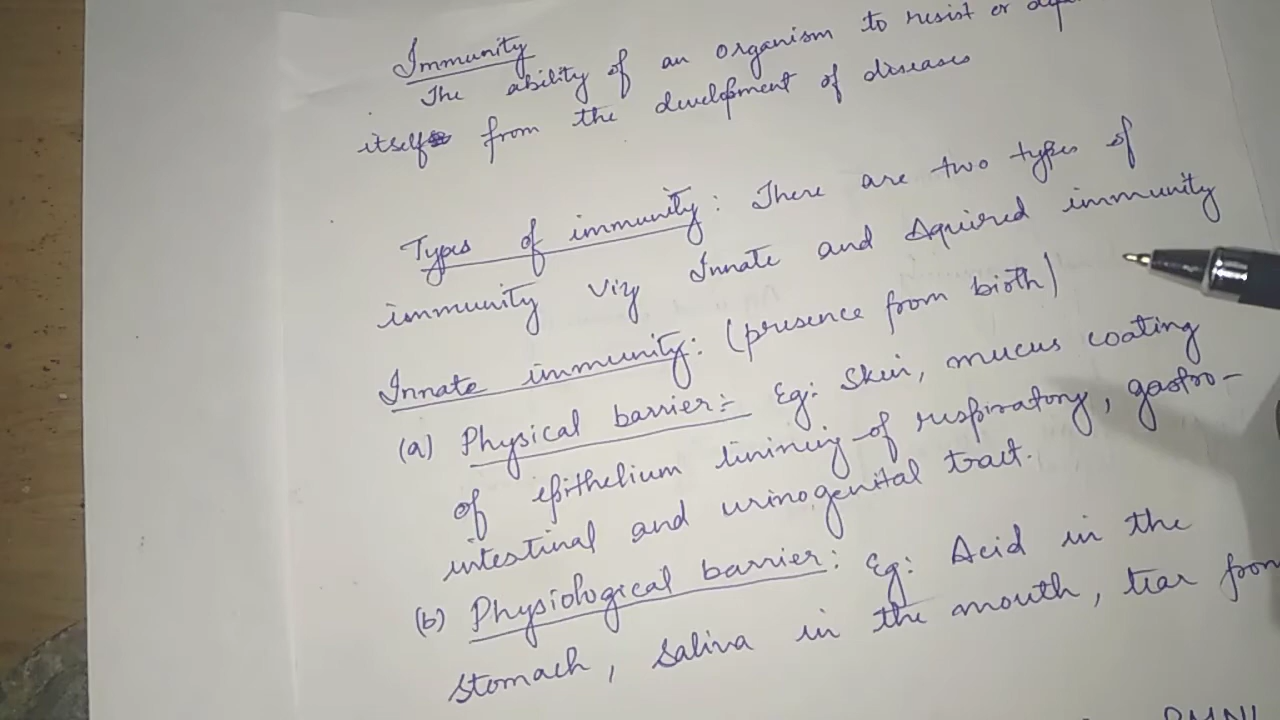 Immunity
The ability of an organism to resist or
itself from the development of diseases
Types of immunity: There are two types of
immunity viz Innate and Aquired immunity
Innate immunity: (presence from birth)
(a) Physical barrier:- Eg: Skin, mucus coating
of epithelium linining of respiratory, gastro-
intestinal and urinogenital tract.
(b) Physiological barrier: Eg: Acid in the
stomach, saliva in the mouth, tear from